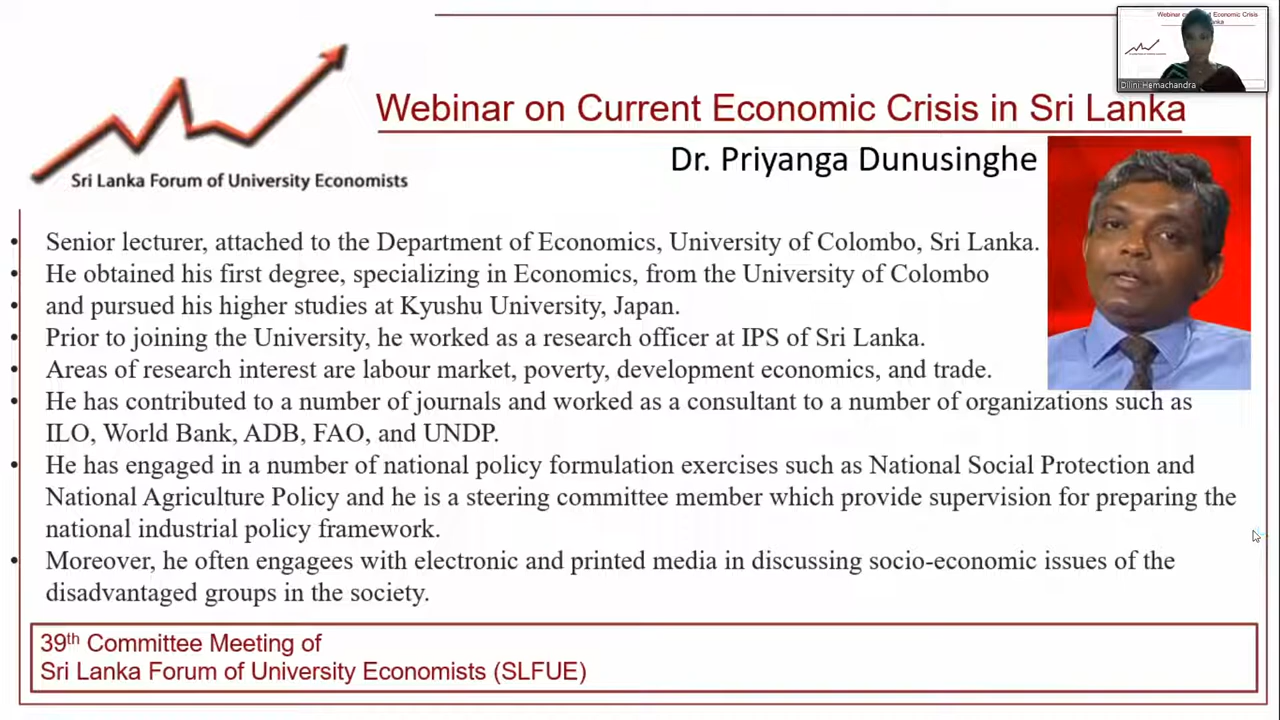 Webinar on Current Economic Crisis in Sri Lanka
Dr. Priyanga Dunusinghe
Sri Lanka Forum of University Economists
Dilini Hemachandra
• Senior lecturer, attached to the Department of Economics, University of Colombo, Sri Lanka.
• He obtained his first degree, specializing in Economics, from the University of Colombo
• and pursued his higher studies at Kyushu University, Japan.
• Prior to joining the University, he worked as a research officer at IPS of Sri Lanka.
• Areas of research interest are labour market, poverty, development economics, and trade.
• He has contributed to a number of journals and worked as a consultant to a number of organizations such as
ILO, World Bank, ADB, FAO, and UNDP.
• He has engaged in a number of national policy formulation exercises such as National Social Protection and
National Agriculture Policy and he is a steering committee member which provide supervision for preparing the
national industrial policy framework.
• Moreover, he often engagees with electronic and printed media in discussing socio-economic issues of the
disadvantaged groups in the society.
39th Committee Meeting of
Sri Lanka Forum of University Economists (SLFUE)